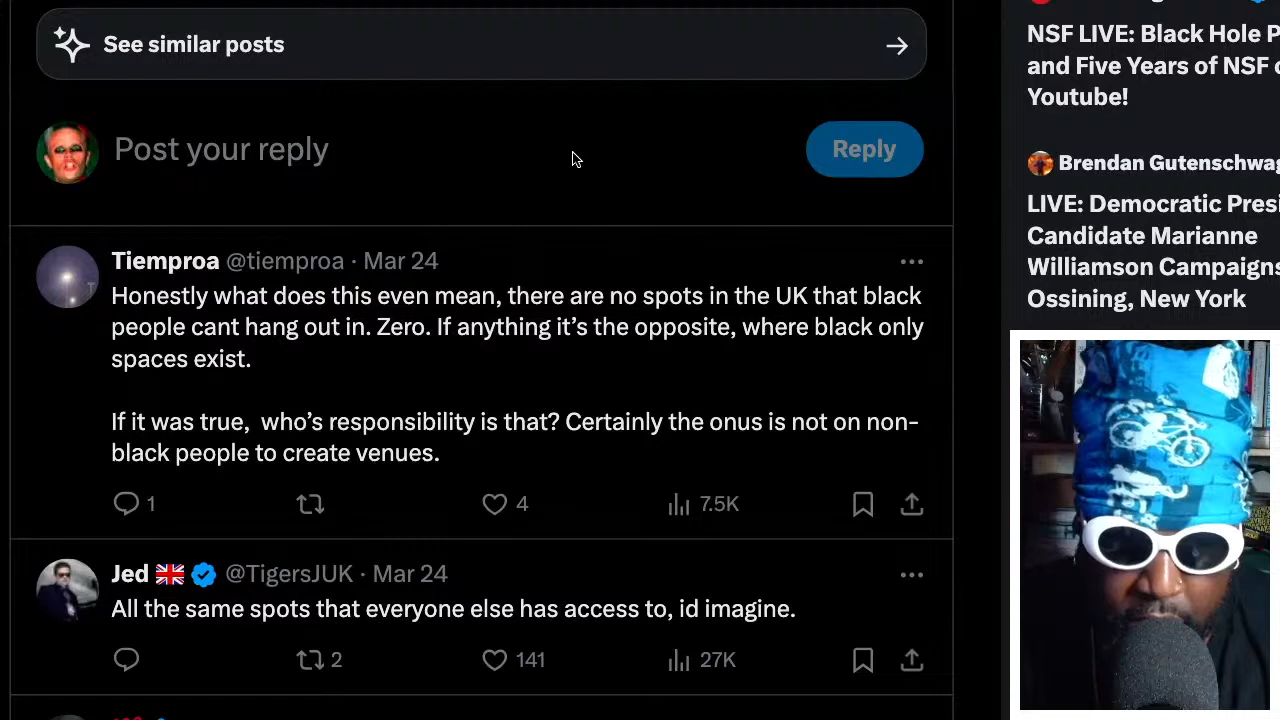 See similar posts
Post your reply
Reply
Tiemproa @tiemproa · Mar 24
Honestly what does this even mean, there are no spots in the UK that black
people cant hang out in. Zero. If anything it’s the opposite, where black only
spaces exist.
If it was true,  who’s responsibility is that? Certainly the onus is not on non-
black people to create venues.
1
4
7.5K
Jed @TigersJUK · Mar 24
All the same spots that everyone else has access to, id imagine.
2
141
27K
NSF LIVE: Black Hole P
and Five Years of NSF
Youtube!
Brendan Gutenschwag
LIVE: Democratic Presi
Candidate Marianne
Williamson Campaigns
Ossining, New York